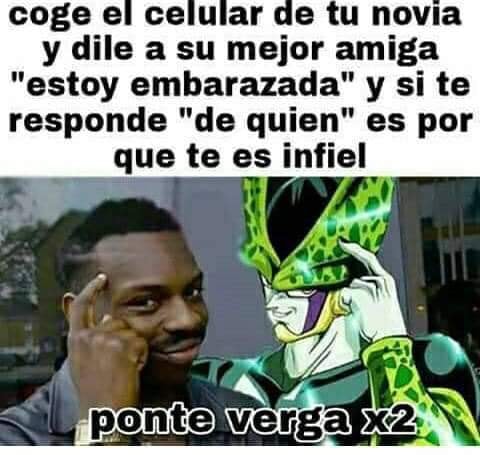 coge el celular de tu novia
y dile a su mejor amiga
"estoy embarazada" y si te
responde "de quien" es por
que te es infiel
ponte verga x2